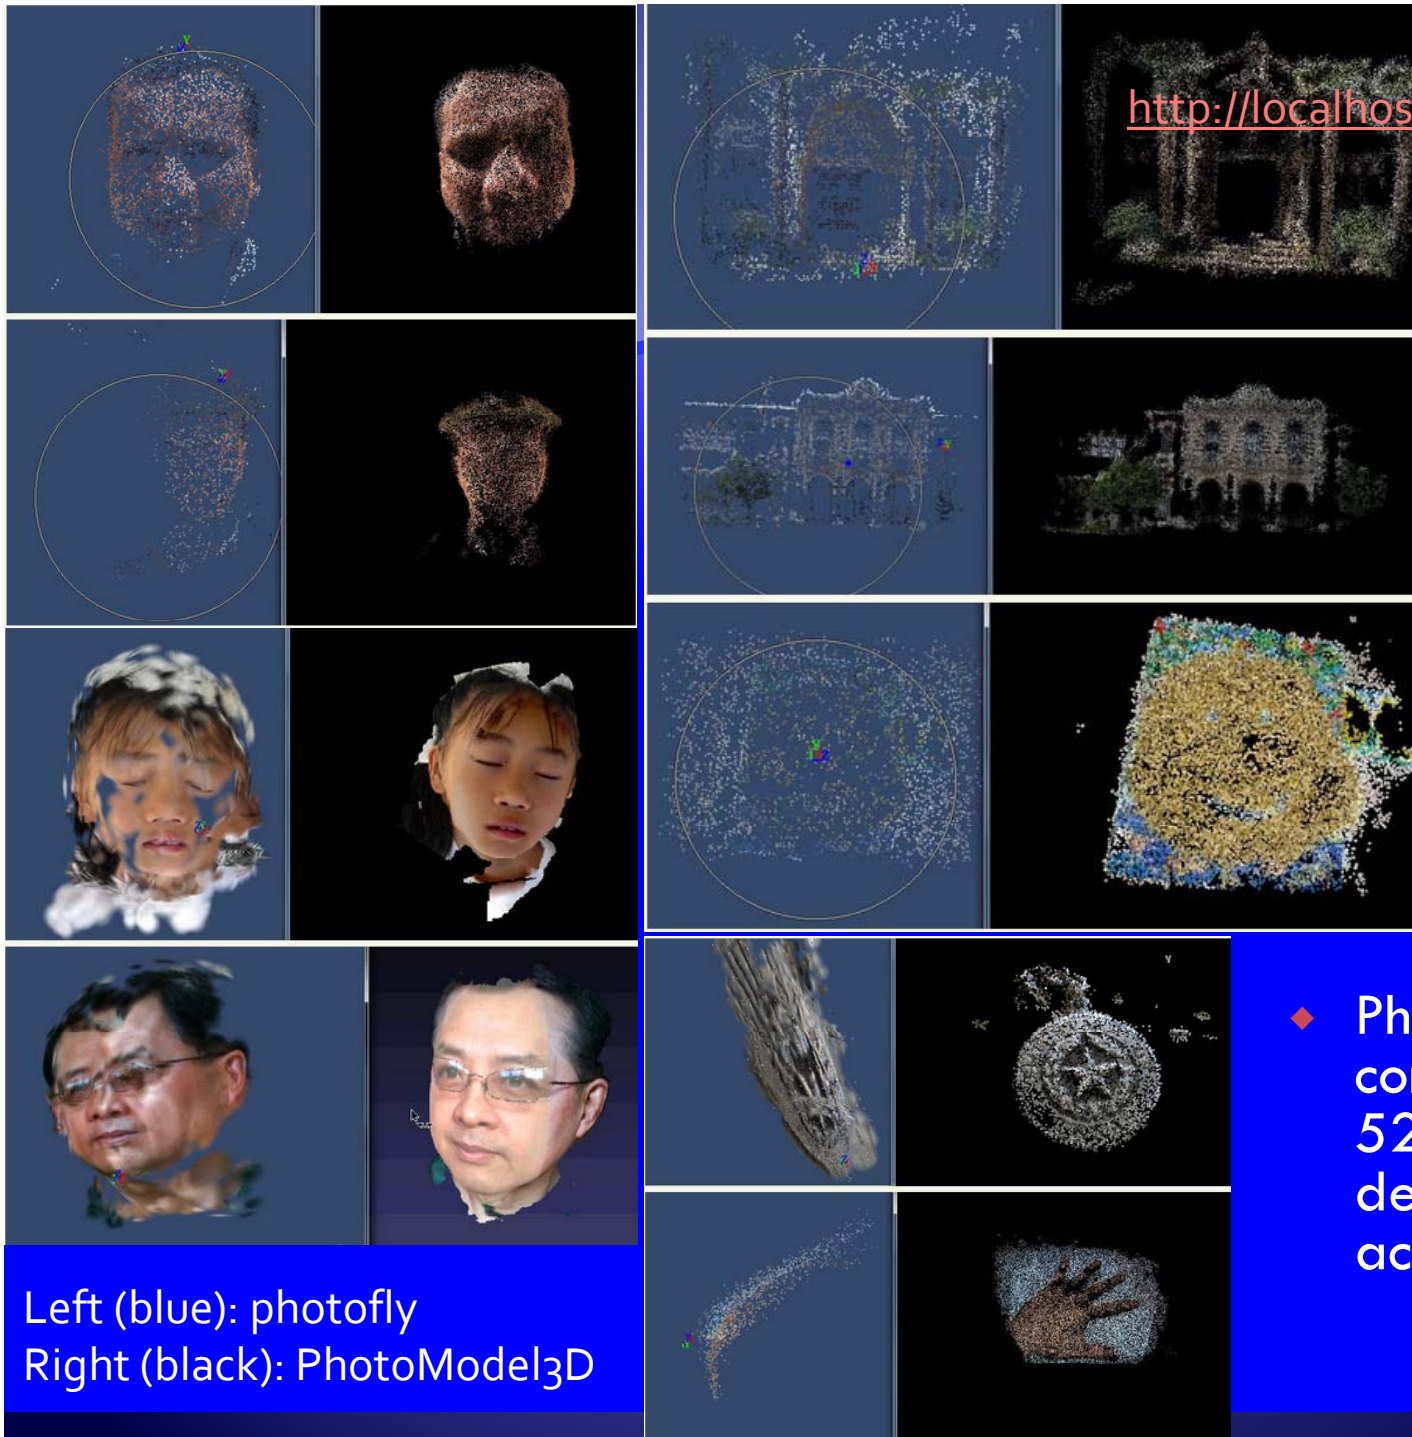 http://localhos
Left (blue): photofly
Right (black): PhotoModel3D
Ph
co
52
de
ac